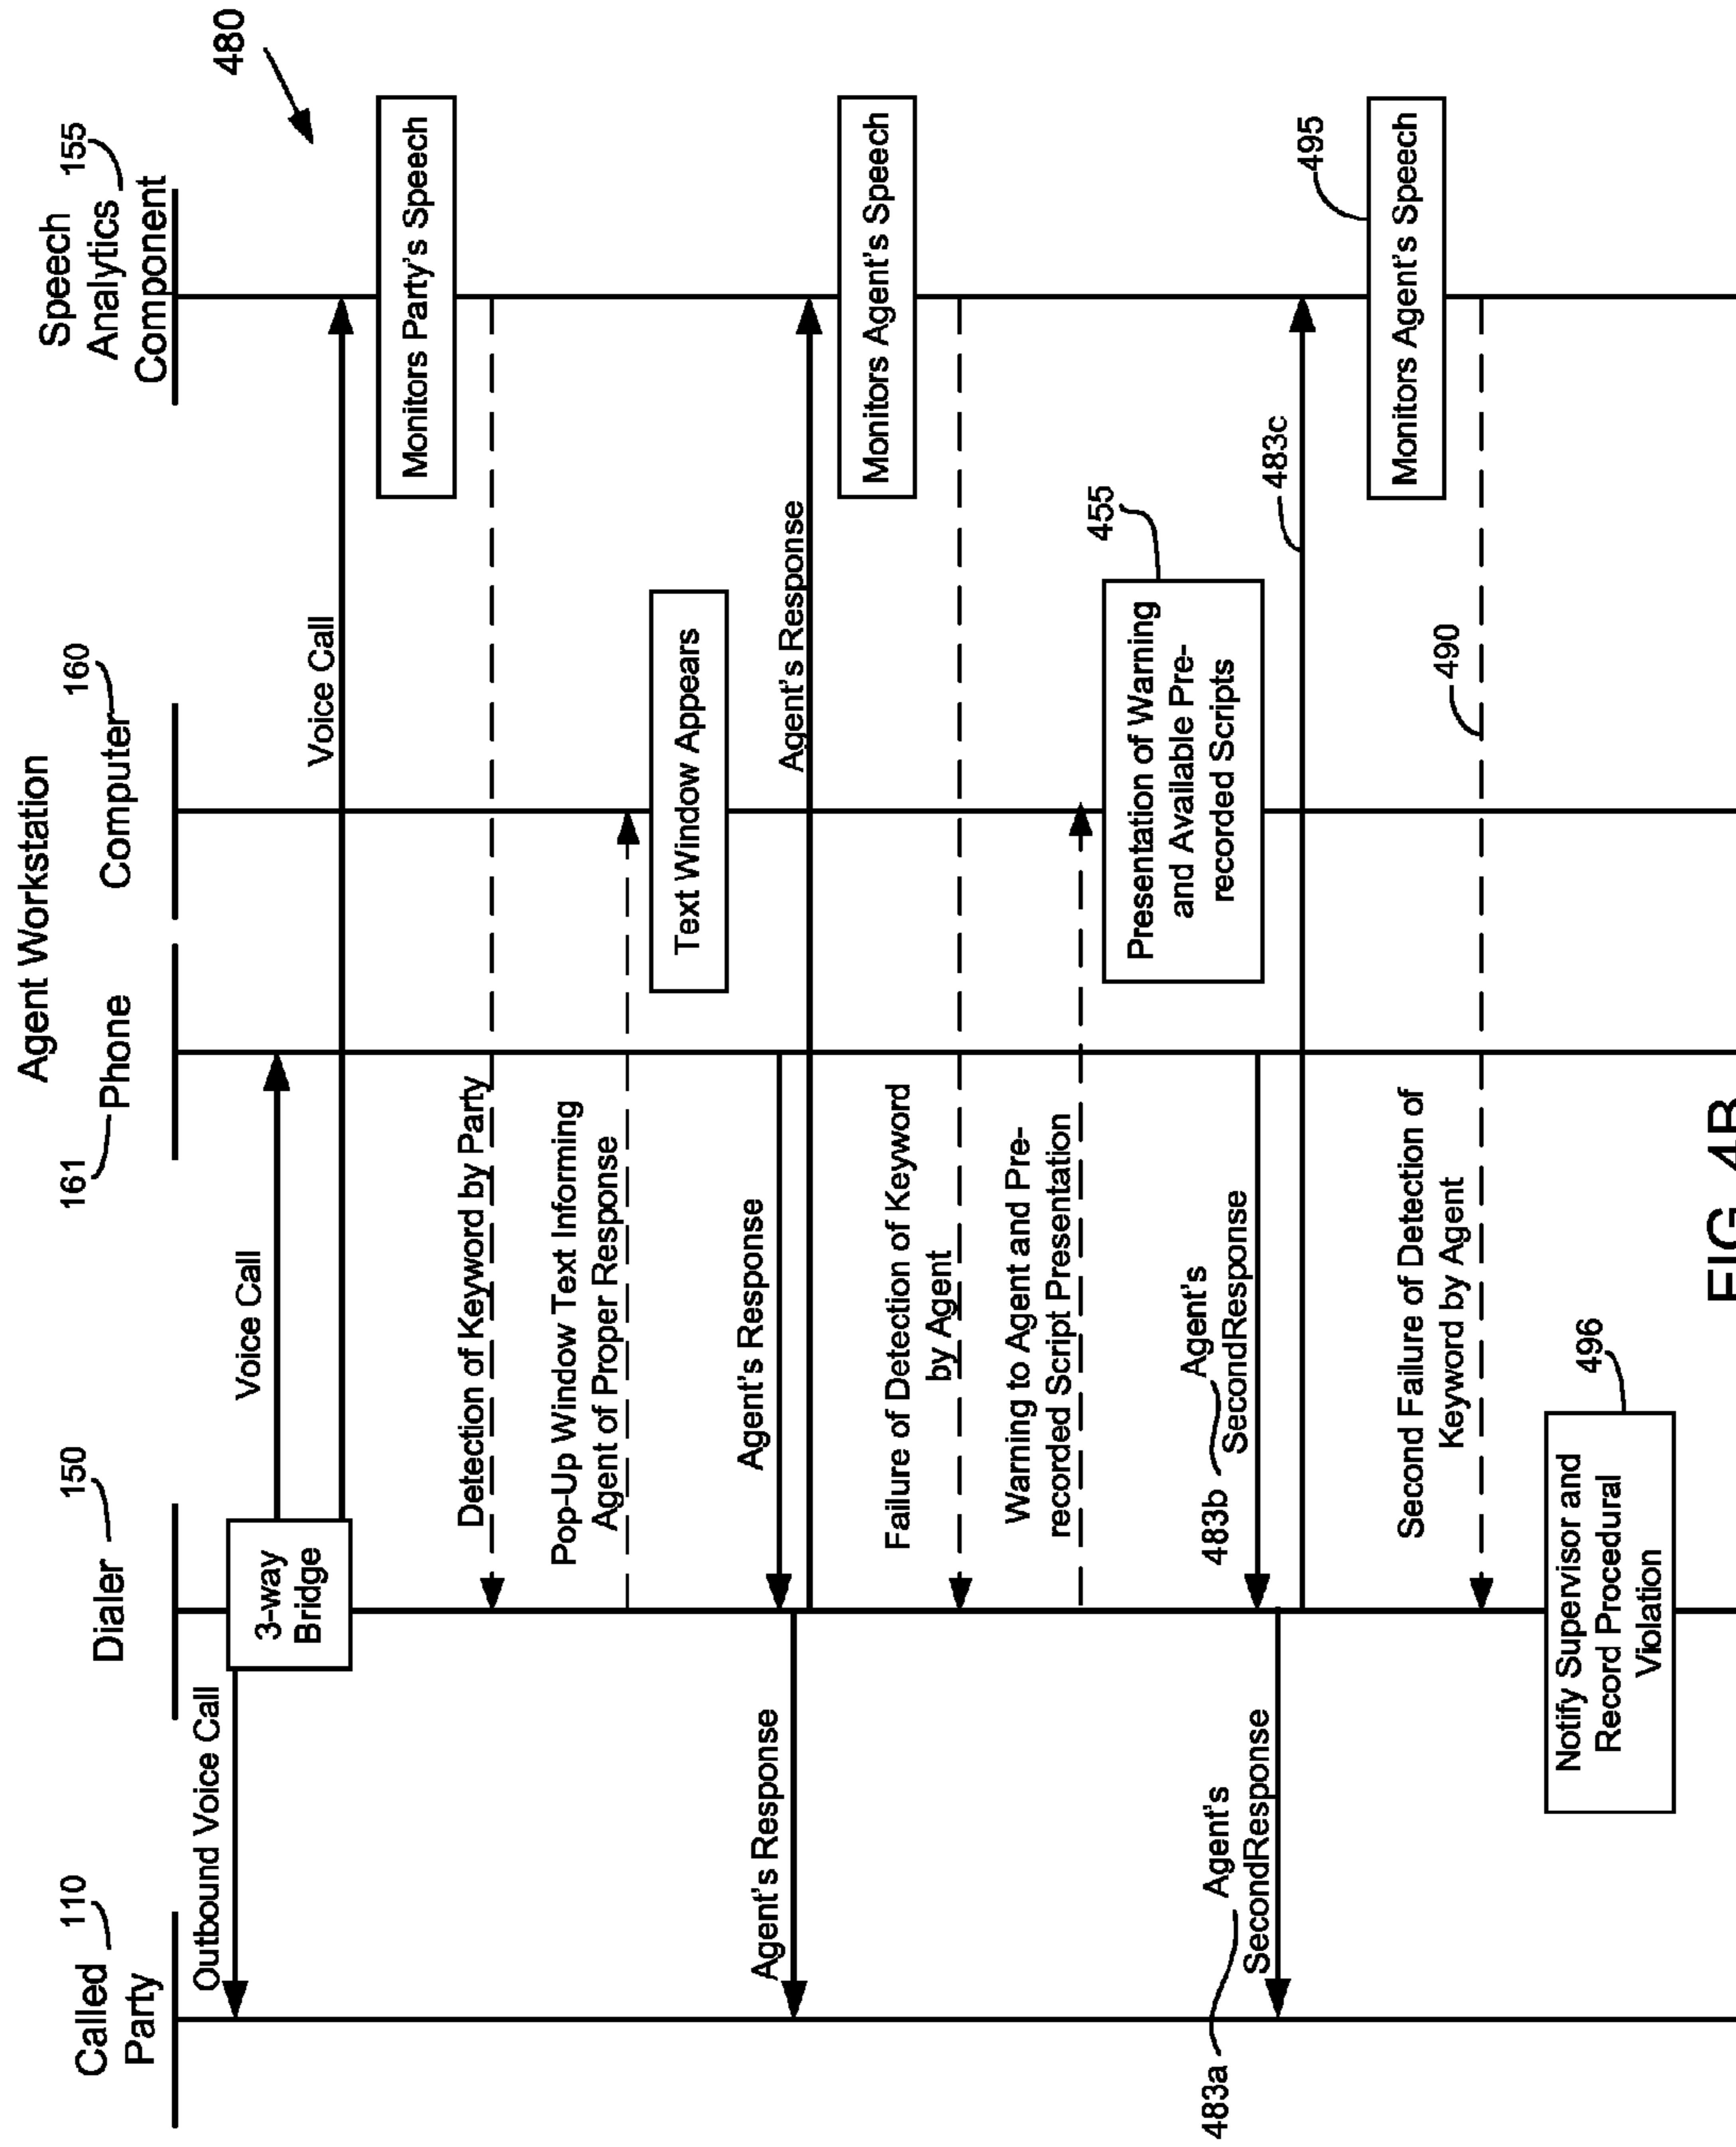 Agent Workstation
Called
Party
110
Dialer
150
161
Phone
Computer
160
Speech
Analytics
Component
155
480
Outbound Voice Call
3-way
Bridge
Voice Call
Voice Call
Monitors Party's Speech
Detection of Keyword by Party
Pop-Up Window Text Informing
Agent of Proper Response
Text Window Appears
Agent's Response
Agent's Response
Agent's Response
Monitors Agent's Speech
Failure of Detection of Keyword
by Agent
Warning to Agent and Pre-
recorded Script Presentation
Presentation of Warning
and Available Pre-
recorded Scripts
455
483a
Agent's
SecondResponse
483b
Agent's
SecondResponse
483c
Monitors Agent's Speech
495
Second Failure of Detection of
Keyword by Agent
490
Notify Supervisor and
Record Procedural
Violation
496
FIG. 4B